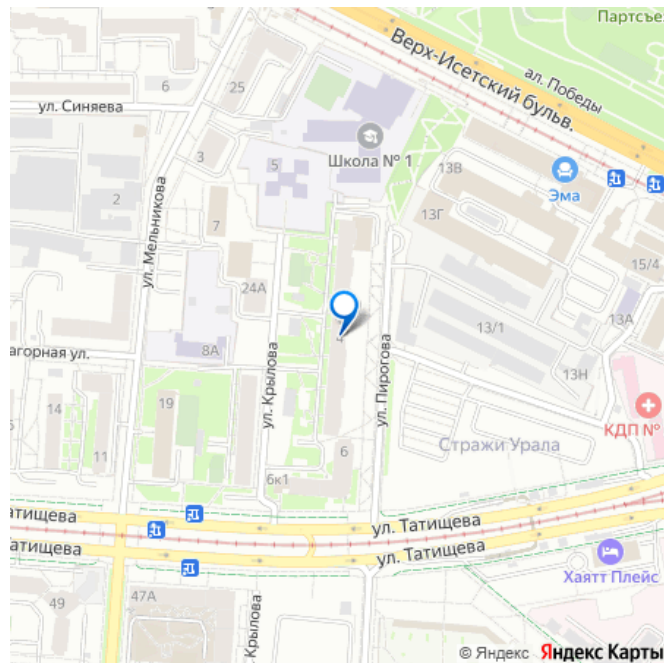 Партсъе
Верх-Исетский бульв.
ал. Победы
6
25
ул. Синяева
Школа № 1
3
5
13В
Эма
2
ул. Мельникова
7
13Г
15/4
24А
13А
13/1
агорная ул.
8А
ул. Крылова
ул. Пирогова
13Н
КДП №
14
19
11
Стражи Урала
6
6к1
атищева
ул. Татищева
атищева
ул. Татищева
Хаятт Плейс
49
47А
Крылова
© Яндекс Яндекс Карты